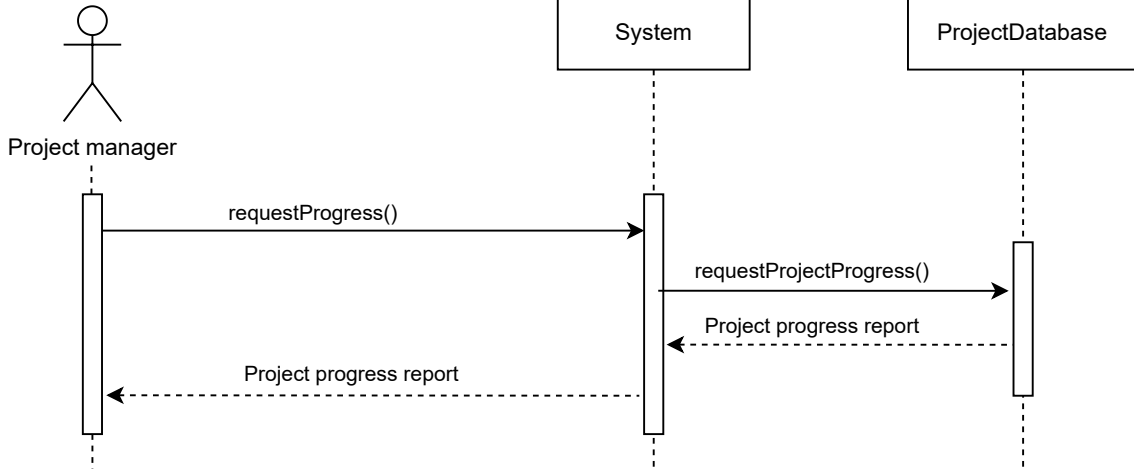 System
ProjectDatabase
Project manager
requestProgress()
requestProjectProgress()
Project progress report
Project progress report